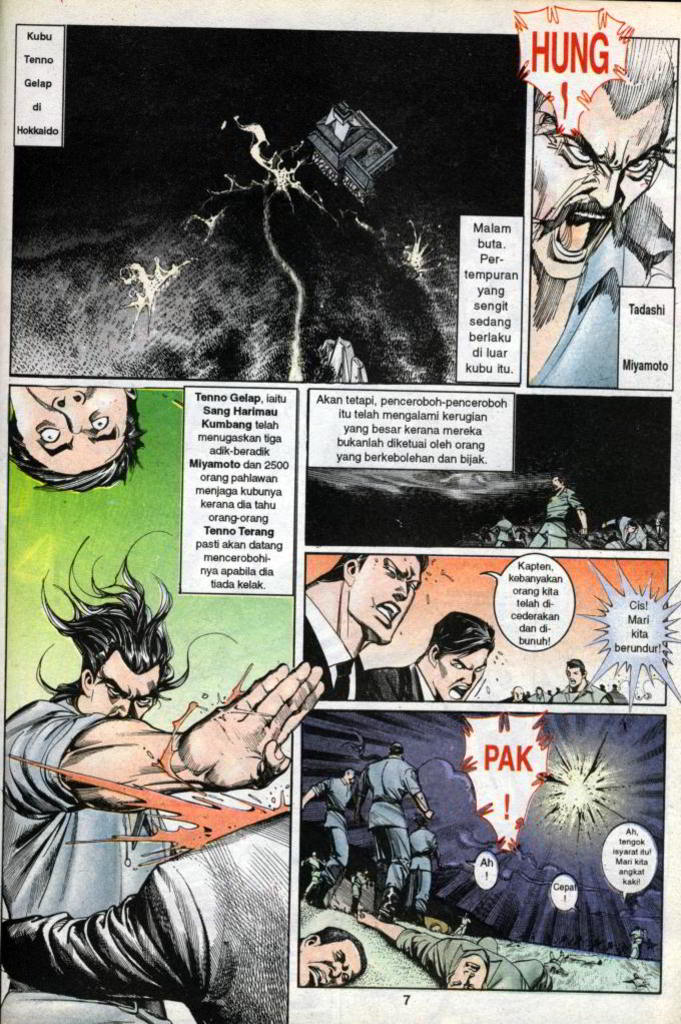 Kubu
Tenno
Gelap
di
Hokkaido
HUNG
!
Malam
buta.
Per-
tempuran
yang
sengit
sedang
berlaku
di luar
kubu itu.
Tadashi
Miyamoto
Tenno Gelap, iaitu
Sang Harimau
Kumbang telah
menugaskan tiga
adik-beradik
Miyamoto dan 2500
orang pahlawan
menjaga kubunya
kerana dia tahu
orang-orang
Tenno Terang
pasti akan datang
mencerobohi-
nya apabila dia
tiada kelak.
Akan tetapi, penceroboh-penceroboh
itu telah mengalami kerugian
yang besar kerana mereka
bukanlah diketuai oleh orang
yang berkebolehan dan bijak.
Kapten,
kebanyakan
orang kita
telah di-
cederakan
dan di-
bunuh!
Cis!
Mari
kita
berundur!
PAK
!
Ah
!
Cepat
!
Ah,
tengok
isyarat itu!
Mari kita
angkat
kaki!
7